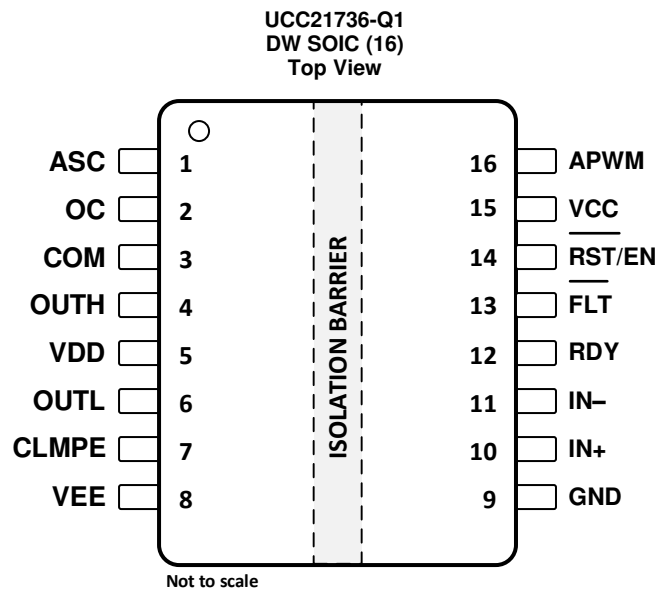 UCC21736-Q1
DW SOIC (16)
Top View
ASC 1 16 APWM
OC 2 15 VCC
COM 3 14 RST/EN
OUTH 4 13 FLT
VDD 5 12 RDY
OUTL 6 11 IN–
CLMPE 7 10 IN+
VEE 8 9 GND
ISOLATION BARRIER
Not to scale